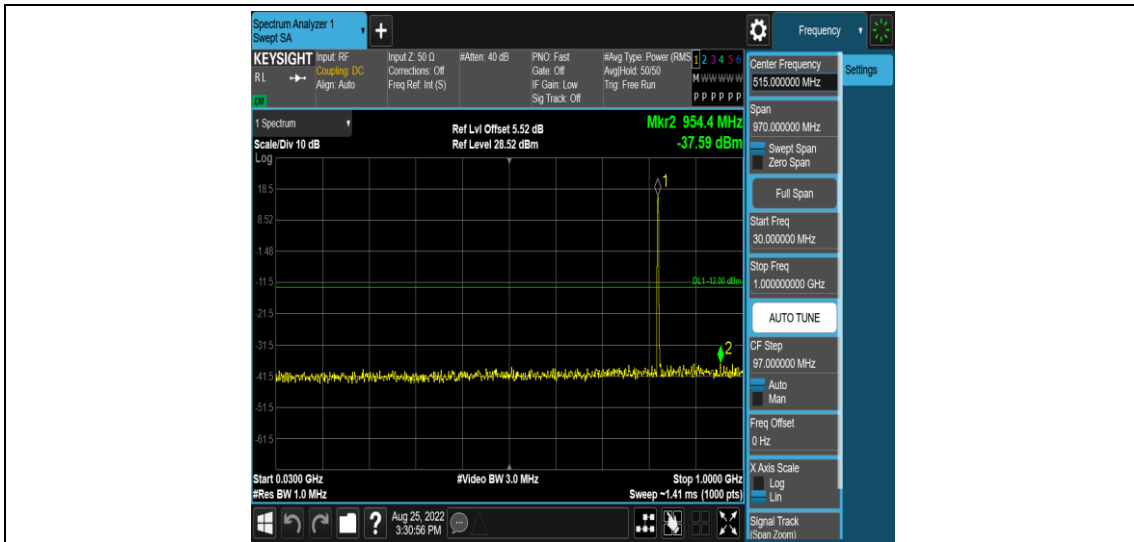 Spectrum Analyzer 1
Swept SA
Frequency
KEYSIGHT
RL
LXI
Input: RF
Coupling: DC
Align: Auto
Input Z: 50 Ω
Corrections: Off
Freq Ref: Int (S)
#Atten: 40 dB
PNO: Fast
Gate: Off
IF Gain: Low
Sig Track: Off
#Avg Type: Power (RMS
Avg|Hold: 50/50
Trig: Free Run
1 2 3 4 5 6
M W W W W W
P P P P P P
1 Spectrum
Scale/Div 10 dB
Log
Ref Lvl Offset 5.52 dB
Ref Level 28.52 dBm
Mkr2 954.4 MHz
-37.59 dBm
18.5
8.52
-1.48
-11.5
-21.5
-31.5
-41.5
-51.5
-61.5
1
DL1 -13.00 dBm
2
Start 0.0300 GHz
#Res BW 1.0 MHz
#Video BW 3.0 MHz
Stop 1.0000 GHz
Sweep ~1.41 ms (1000 pts)
Center Frequency
515.000000 MHz
Settings
Span
970.000000 MHz
Swept Span
Zero Span
Full Span
Start Freq
30.000000 MHz
Stop Freq
1.000000000 GHz
AUTO TUNE
CF Step
97.000000 MHz
Auto
Man
Freq Offset
0 Hz
X Axis Scale
Log
Lin
Signal Track
(Span Zoom)
?
Aug 25, 2022
3:30:56 PM